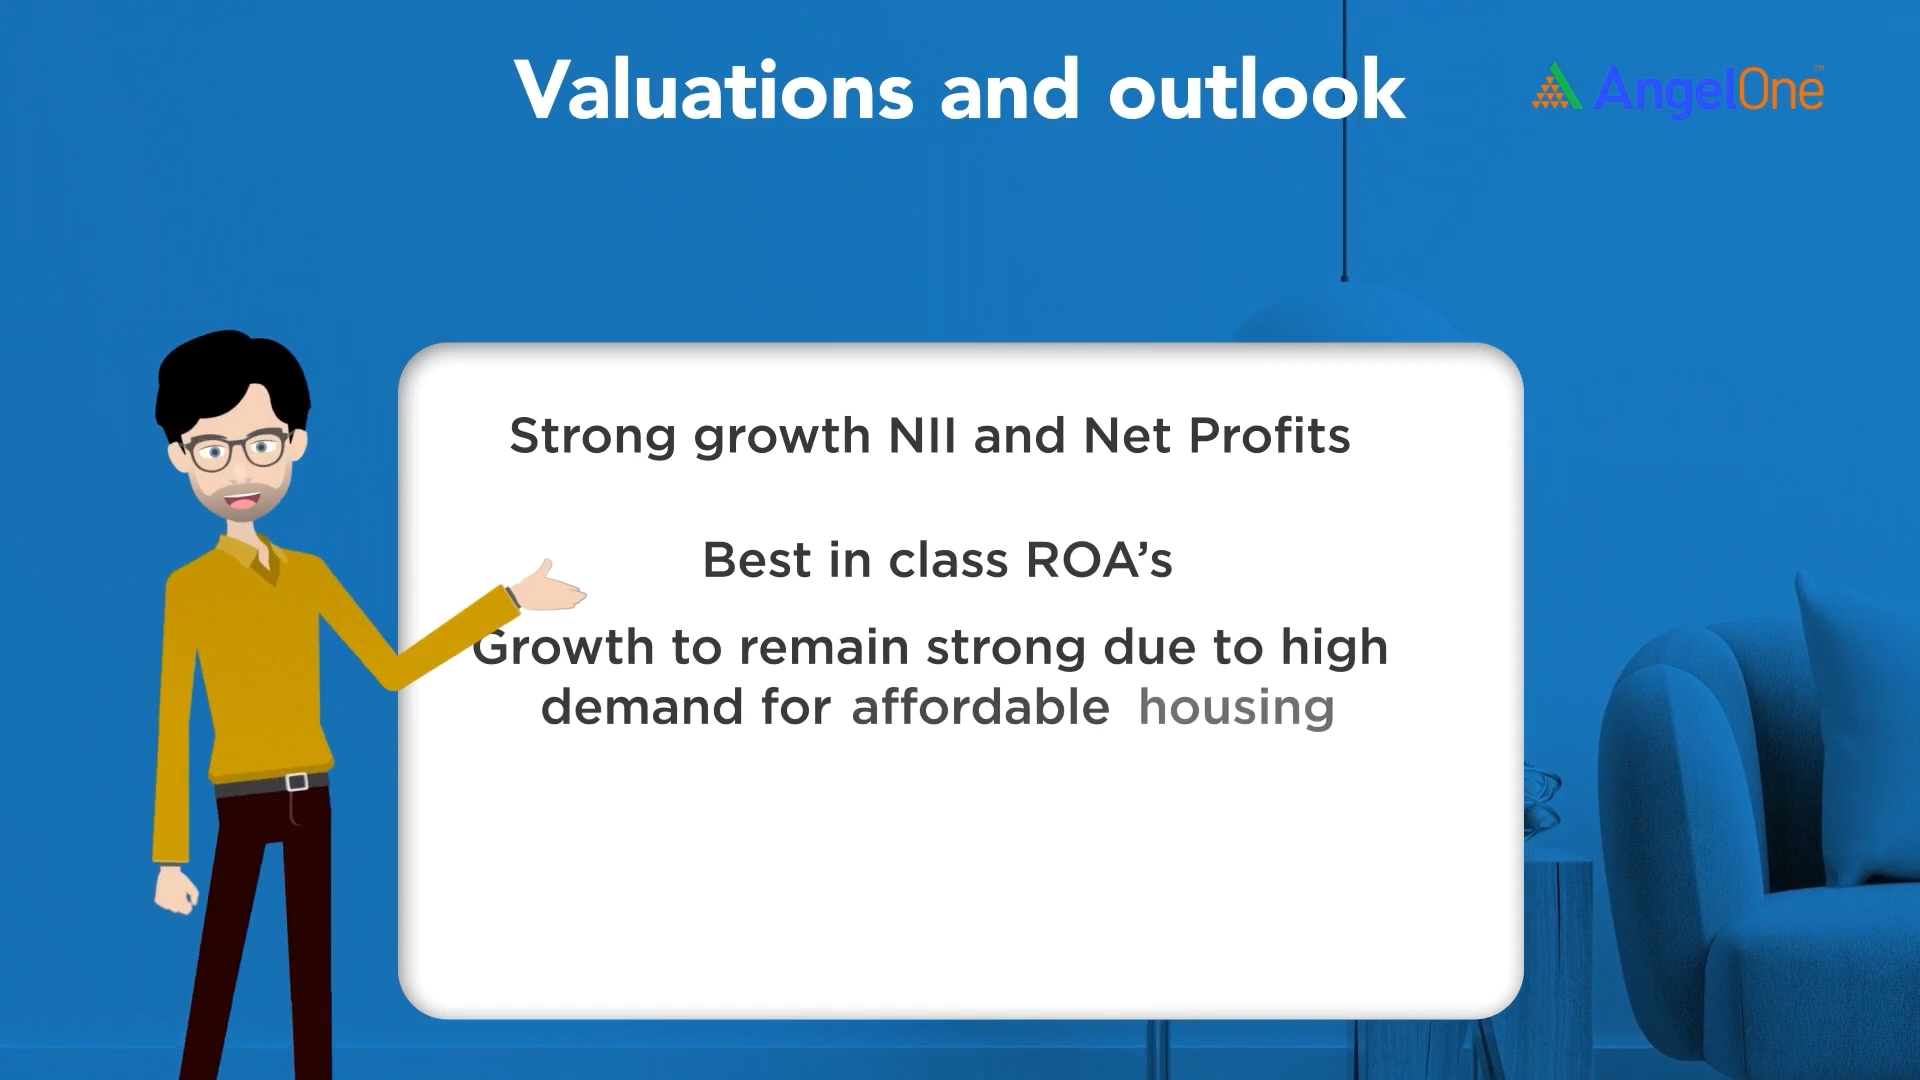 Valuations and outlook
AngelOne™
Strong growth NII and Net Profits
Best in class ROA’s
Growth to remain strong due to high
demand for affordable housing